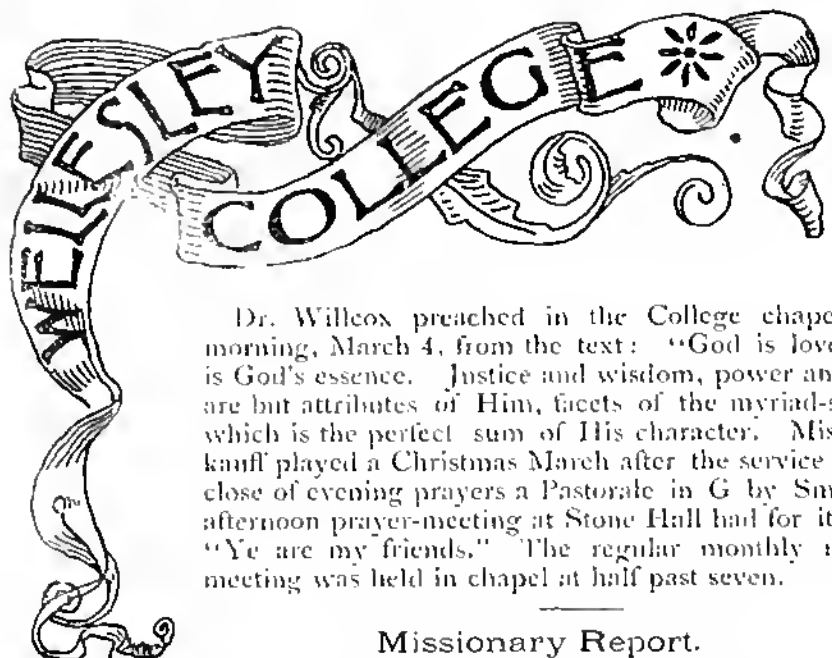 WELLESLEY
COLLEGE
Dr. Willcox preached in the College chape
morning, March 4, from the text: "God is love
is God's essence. Justice and wisdom, power an
are but attributes of Him, facets of the myriad-s
which is the perfect sum of His character. Mis
kauff played a Christmas March after the service
close of evening prayers a Pastorale in G by Sm
afternoon prayer-meeting at Stone Hall had for it
"Ye are my friends." The regular monthly
meeting was held in chapel at half past seven.
Missionary Report.